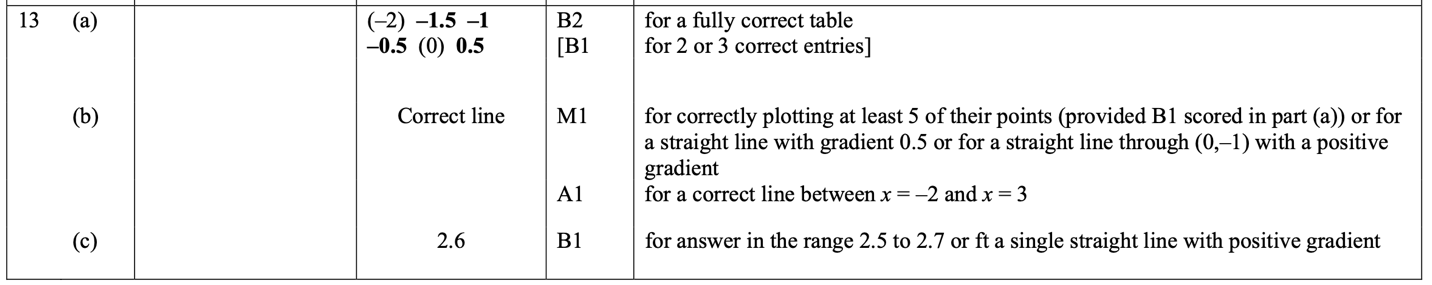 13 (a) (–2) –1.5 –1 B2 for a fully correct table
–0.5 (0) 0.5 [B1 for 2 or 3 correct entries]
(b) Correct line M1 for correctly plotting at least 5 of their points (provided B1 scored in part (a)) or for
a straight line with gradient 0.5 or for a straight line through (0,–1) with a positive
gradient
A1 for a correct line between x = –2 and x = 3
(c) 2.6 B1 for answer in the range 2.5 to 2.7 or ft a single straight line with positive gradient